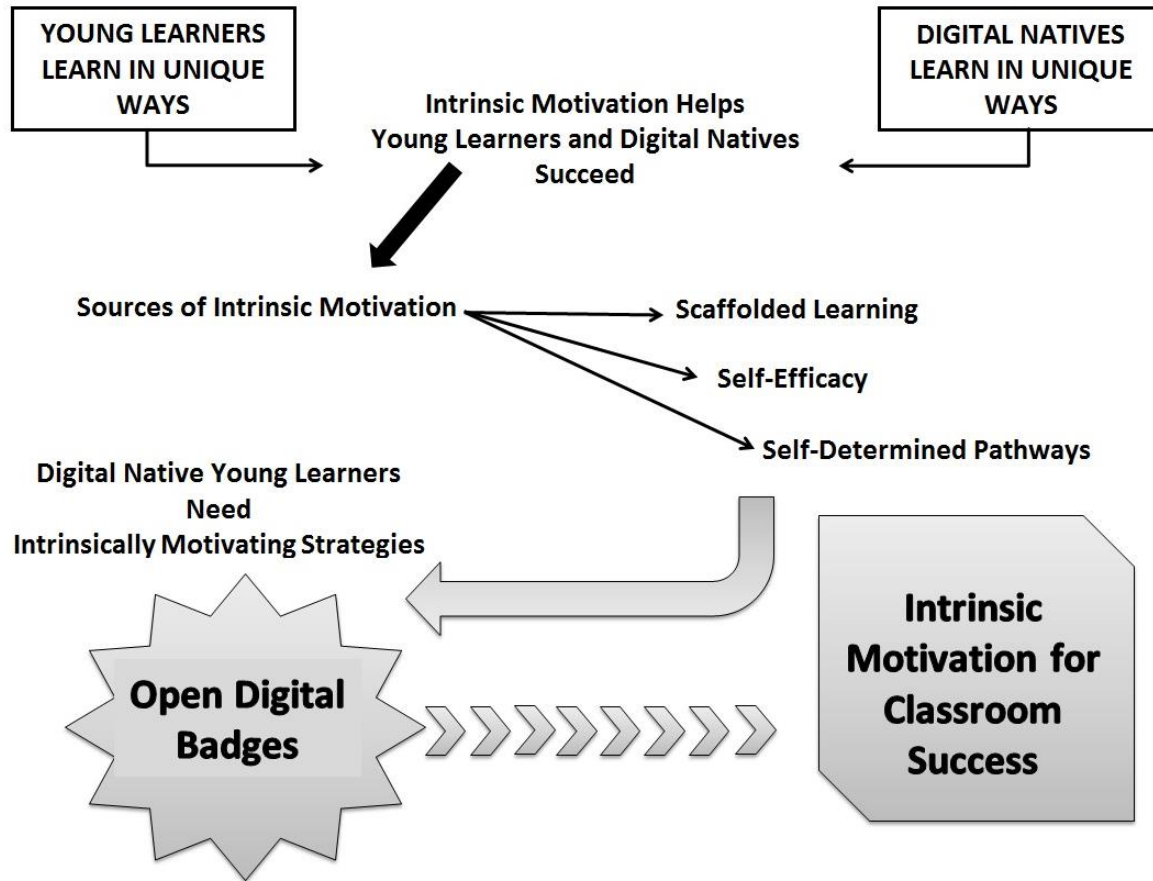 YOUNG LEARNERS
LEARN IN UNIQUE
WAYS
DIGITAL NATIVES
LEARN IN UNIQUE
WAYS
Intrinsic Motivation Helps
Young Learners and Digital Natives
Succeed
Sources of Intrinsic Motivation
Scaffolded Learning
Self-Efficacy
Self-Determined Pathways
Digital Native Young Learners
Need
Intrinsically Motivating Strategies
Open Digital
Badges
Intrinsic
Motivation for
Classroom
Success